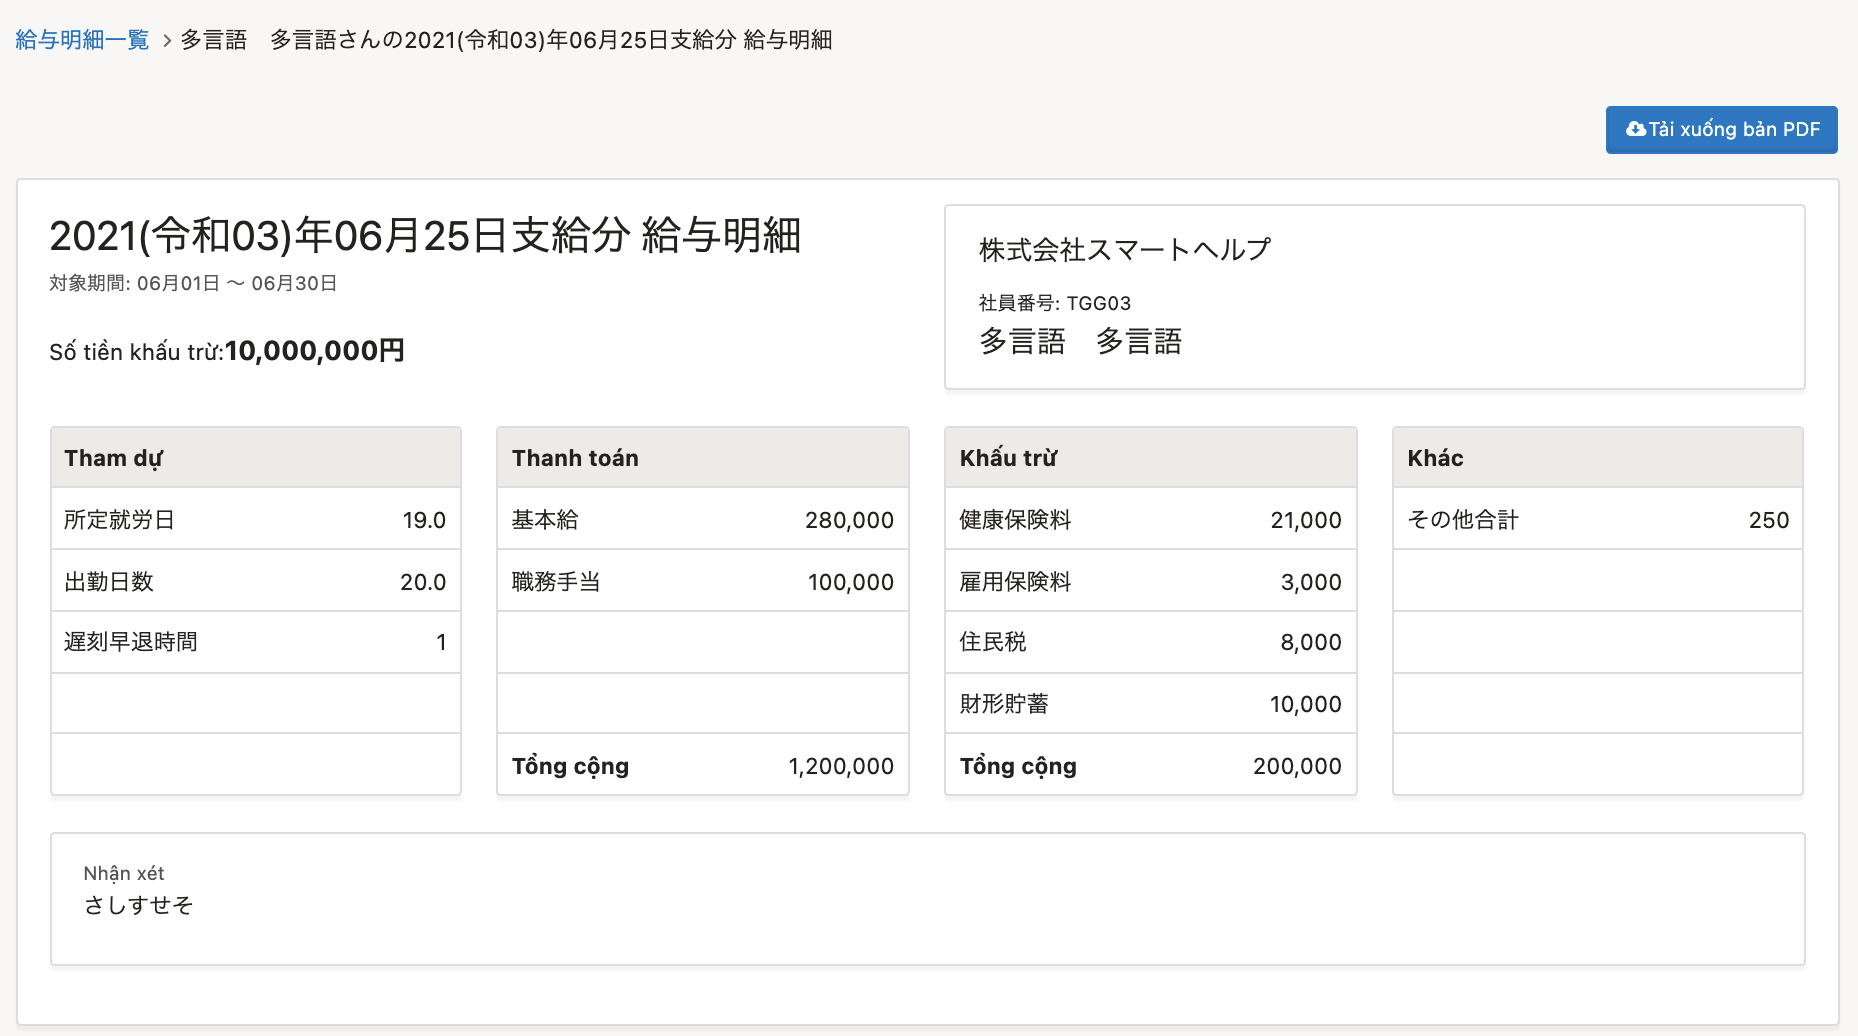 給与明細一覧 > 多言語　多言語さんの2021(令和03)年06月25日支給分 給与明細
Tải xuống bản PDF
2021(令和03)年06月25日支給分 給与明細
対象期間: 06月01日 〜 06月30日
Số tiền khấu trừ:10,000,000円
株式会社スマートヘルプ
社員番号: TGG03
多言語　多言語
Tham dự
所定就労日 19.0
出勤日数 20.0
遅刻早退時間 1
Thanh toán
基本給 280,000
職務手当 100,000
Tổng cộng 1,200,000
Khấu trừ
健康保険料 21,000
雇用保険料 3,000
住民税 8,000
財形貯蓄 10,000
Tổng cộng 200,000
Khác
その他合計 250
Nhận xét
さしすせそ